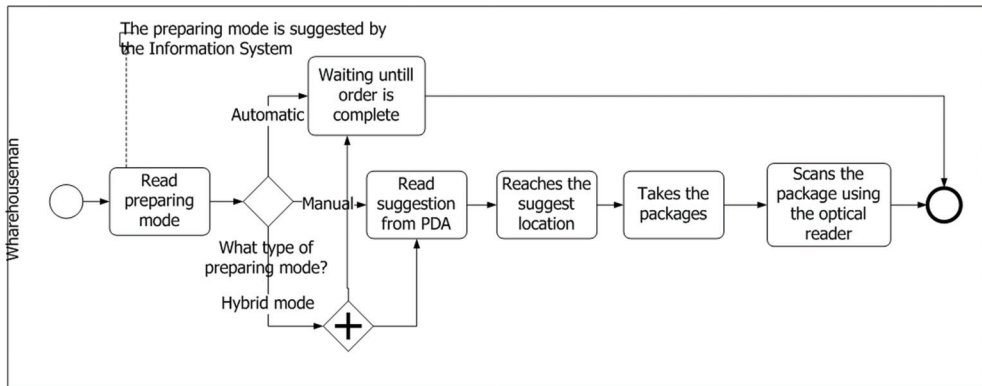 The preparing mode is suggested by
the Information System
Waiting untill
order is
complete
Automatic
Wharehouseman
Read
preparing
mode
Manual
Read
suggestion
from PDA
Reaches the
suggest
location
Takes the
packages
Scans the
package using
the optical
reader
What type of
preparing mode?
Hybrid mode